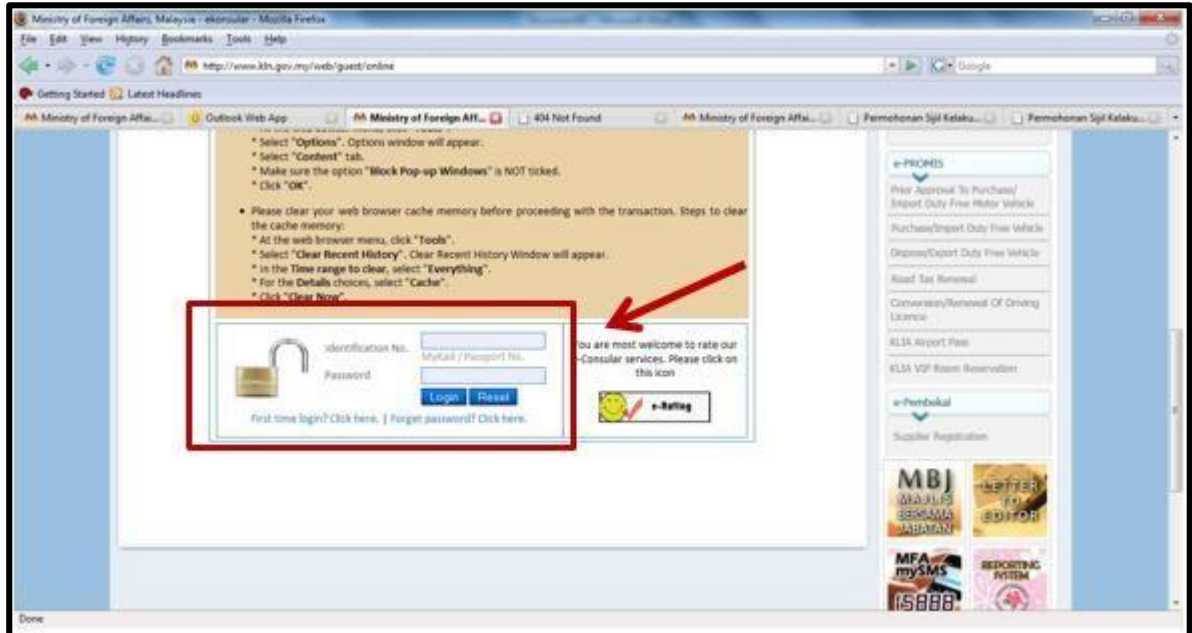 Ministry of Foreign Affairs, Malaysia - ekonsular - Mozilla Firefox
File Edit View History Bookmarks Tools Help
http://www.kln.gov.my/web/guest/online
Google
Getting Started Latest Headlines
Ministry of Foreign Affai...
Outlook Web App
Ministry of Foreign Aff...
404 Not Found
Ministry of Foreign Affai...
Permohonan Sijil Kelaku...
Permohonan Sijil Kelaku...
* Select "Options". Options window will appear.
* Select "Content" tab.
* Make sure the option "Block Pop-up Windows" is NOT ticked.
* Click "OK".
• Please clear your web browser cache memory before proceeding with the transaction. Steps to clear
the cache memory:
* At the web browser menu, click "Tools".
* Select "Clear Recent History". Clear Recent History Window will appear.
* In the Time range to clear, select "Everything".
* For the Details choices, select "Cache".
* Click "Clear Now".
Identification No.
MyKad / Passport No.
Password
Login Reset
First time login? Click here. | Forget password? Click here.
You are most welcome to rate our
e-Consular services. Please click on
this icon
e-Rating
e-PROMIS
Prior Approval To Purchase/
Import Duty Free Motor Vehicle
Purchase/Import Duty Free Vehicle
Dispose/Export Duty Free Vehicle
Road Tax Renewal
Conversion/Renewal Of Driving
Licence
KLIA Airport Pass
KLIA VIP Room Reservation
e-Pembekal
Supplier Registration
MBJ
MAJLIS
BERSAMA
JABATAN
LETTER
TO
EDITOR
MFA
mySMS
15888
REPORTING
SYSTEM
Done